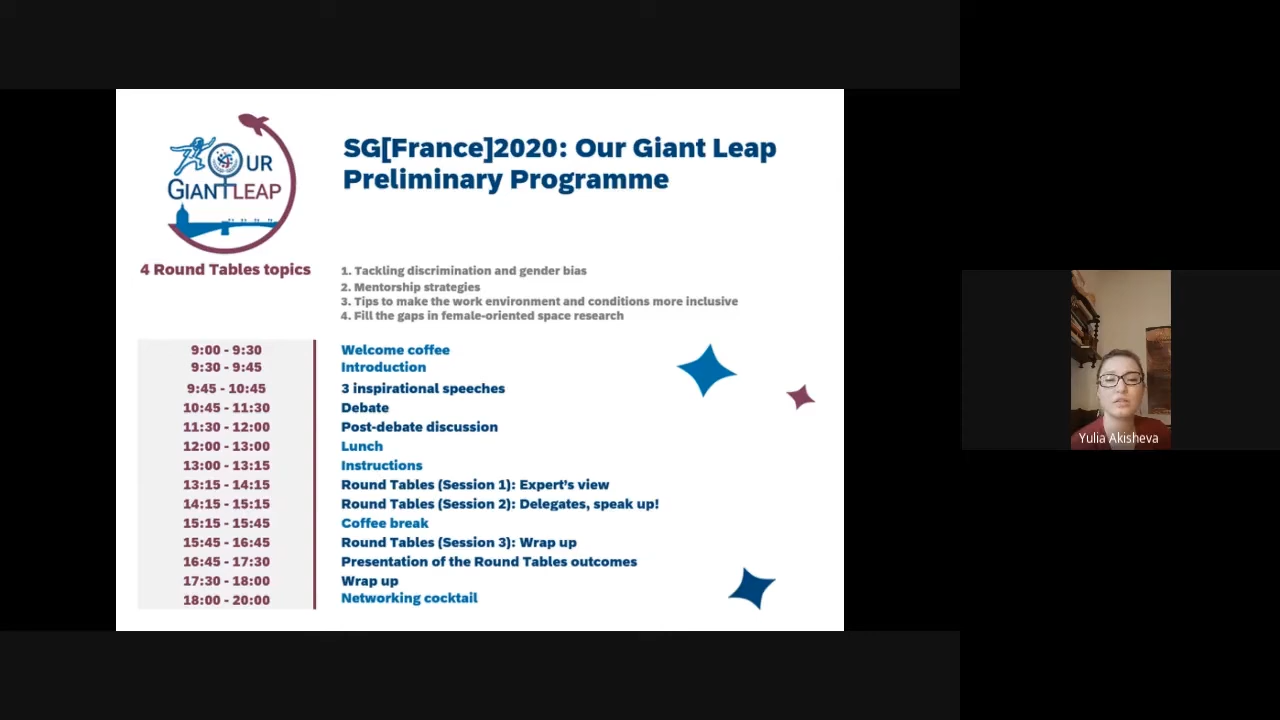 OUR
GIANT LEAP
SG[France]2020: Our Giant Leap
Preliminary Programme
4 Round Tables topics
1. Tackling discrimination and gender bias
2. Mentorship strategies
3. Tips to make the work environment and conditions more inclusive
4. Fill the gaps in female-oriented space research
9:00 - 9:30 Welcome coffee
9:30 - 9:45 Introduction
9:45 - 10:45 3 inspirational speeches
10:45 - 11:30 Debate
11:30 - 12:00 Post-debate discussion
12:00 - 13:00 Lunch
13:00 - 13:15 Instructions
13:15 - 14:15 Round Tables (Session 1): Expert's view
14:15 - 15:15 Round Tables (Session 2): Delegates, speak up!
15:15 - 15:45 Coffee break
15:45 - 16:45 Round Tables (Session 3): Wrap up
16:45 - 17:30 Presentation of the Round Tables outcomes
17:30 - 18:00 Wrap up
18:00 - 20:00 Networking cocktail
Yulia Akisheva